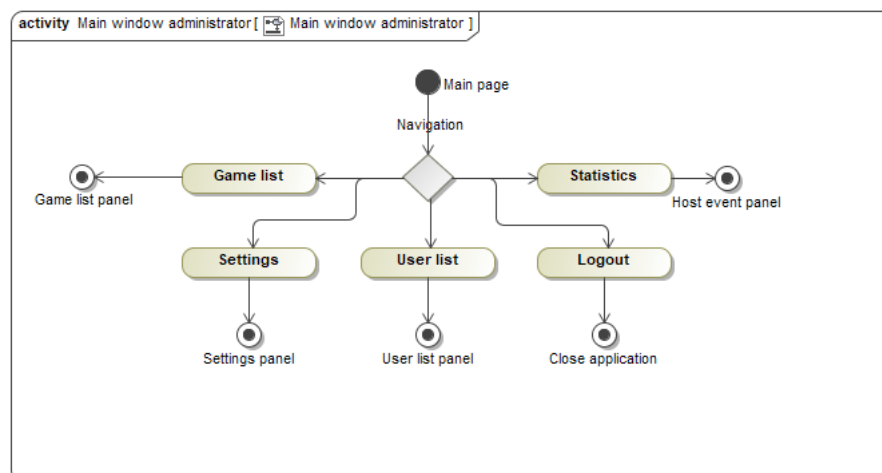 activity Main window administrator [ Main window administrator ]
Main page
Navigation
Game list
Statistics
Game list panel
Host event panel
Settings
User list
Logout
Settings panel
User list panel
Close application